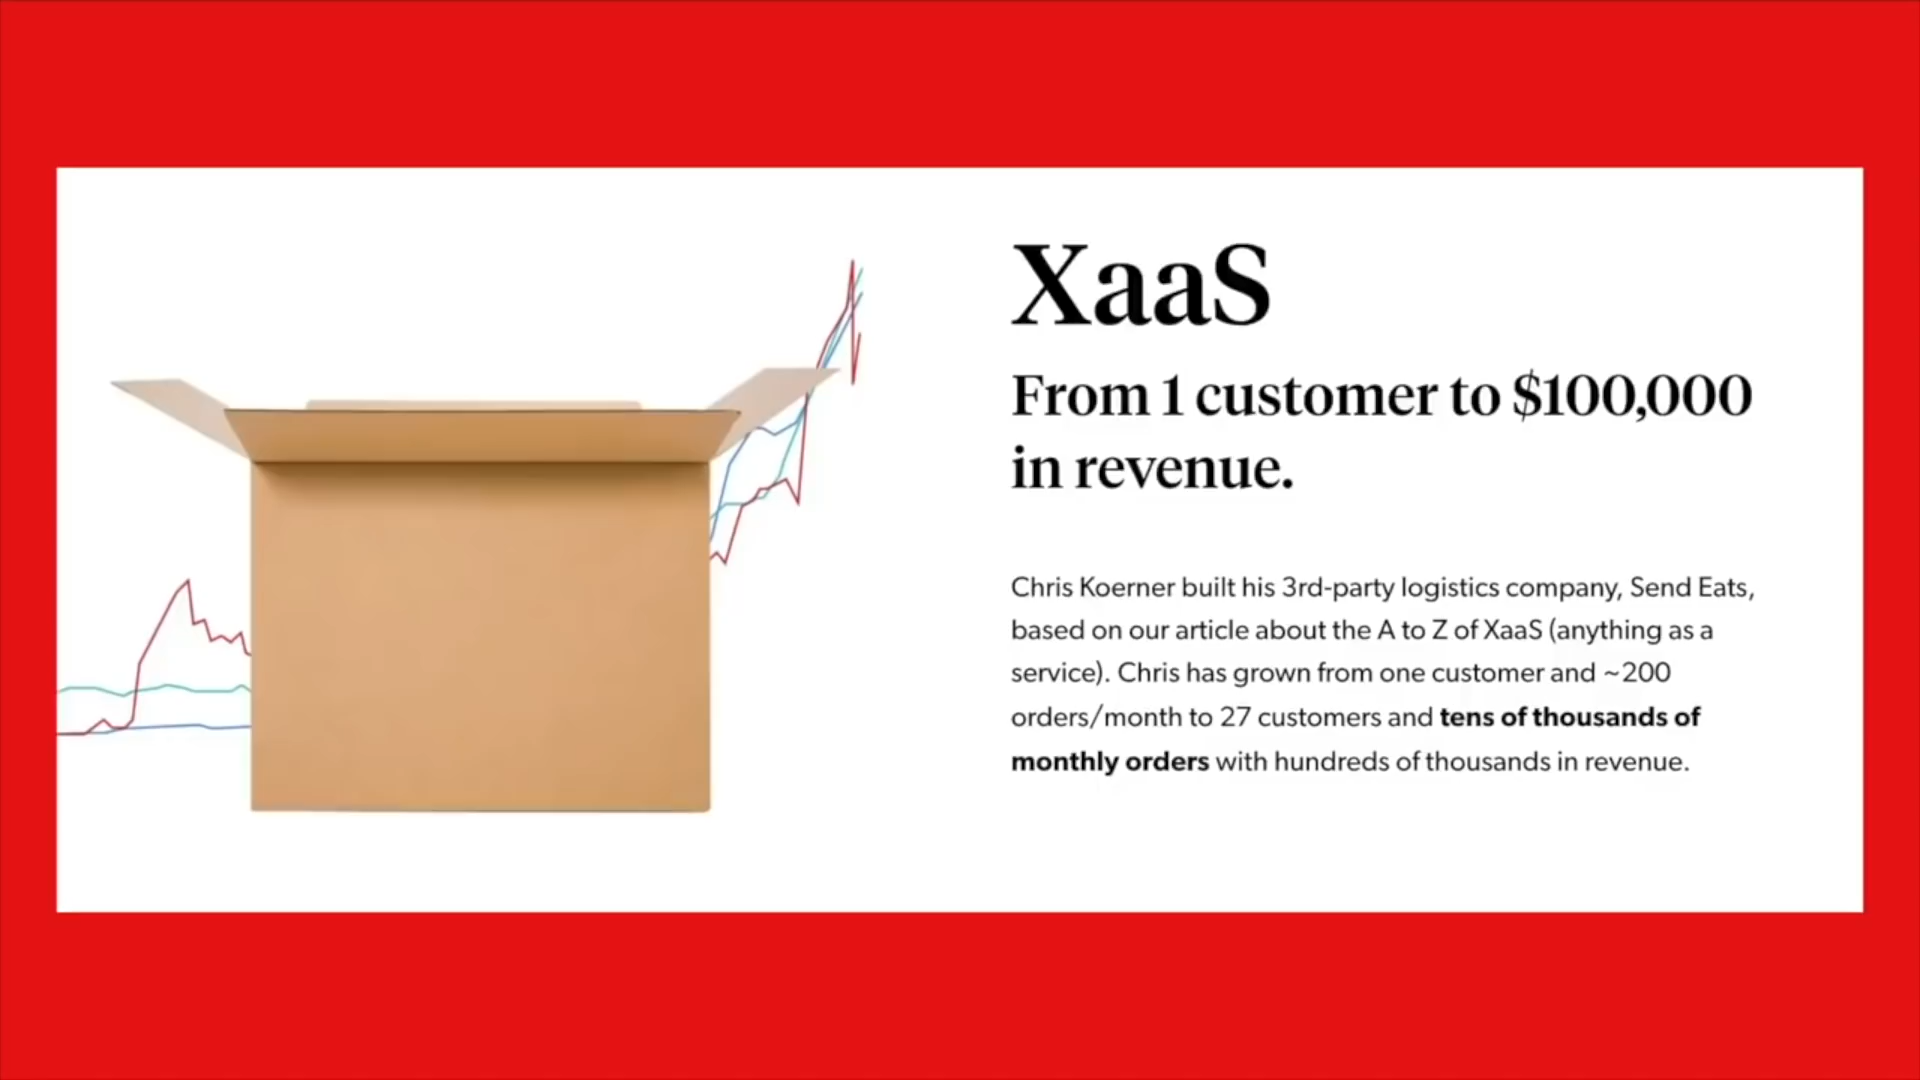 XaaS
From 1 customer to $100,000
in revenue.
Chris Koerner built his 3rd-party logistics company, Send Eats,
based on our article about the A to Z of XaaS (anything as a
service). Chris has grown from one customer and ~200
orders/month to 27 customers and tens of thousands of
monthly orders with hundreds of thousands in revenue.